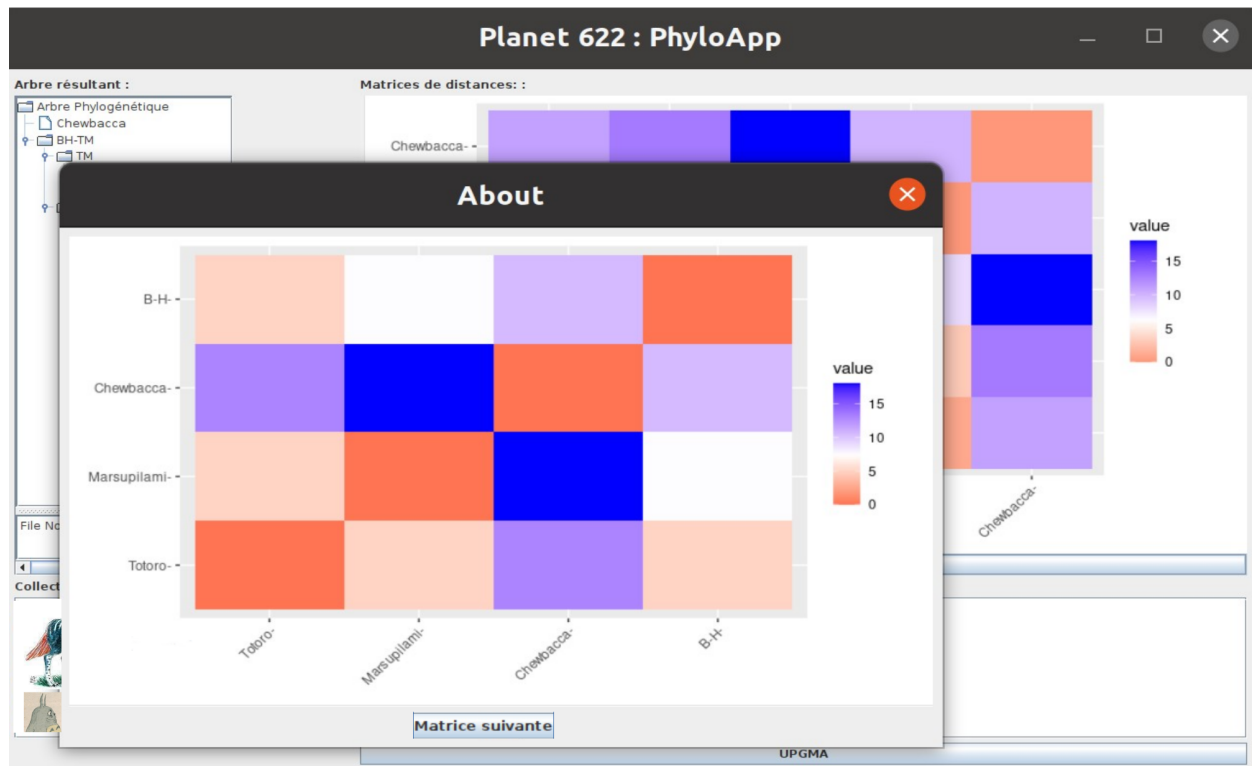 Planet 622 : PhyloApp
Arbre résultant :
Matrices de distances: :
Arbre Phylogénétique
Chewbacca
BH-TM
TM
Chewbacca-
value
15
10
5
0
Chewbacca-
About
B-H-
Chewbacca-
Marsupilami-
Totoro-
Totoro-
Marsupilami-
Chewbacca-
B-H-
value
15
10
5
0
Matrice suivante
File No
Collect
UPGMA